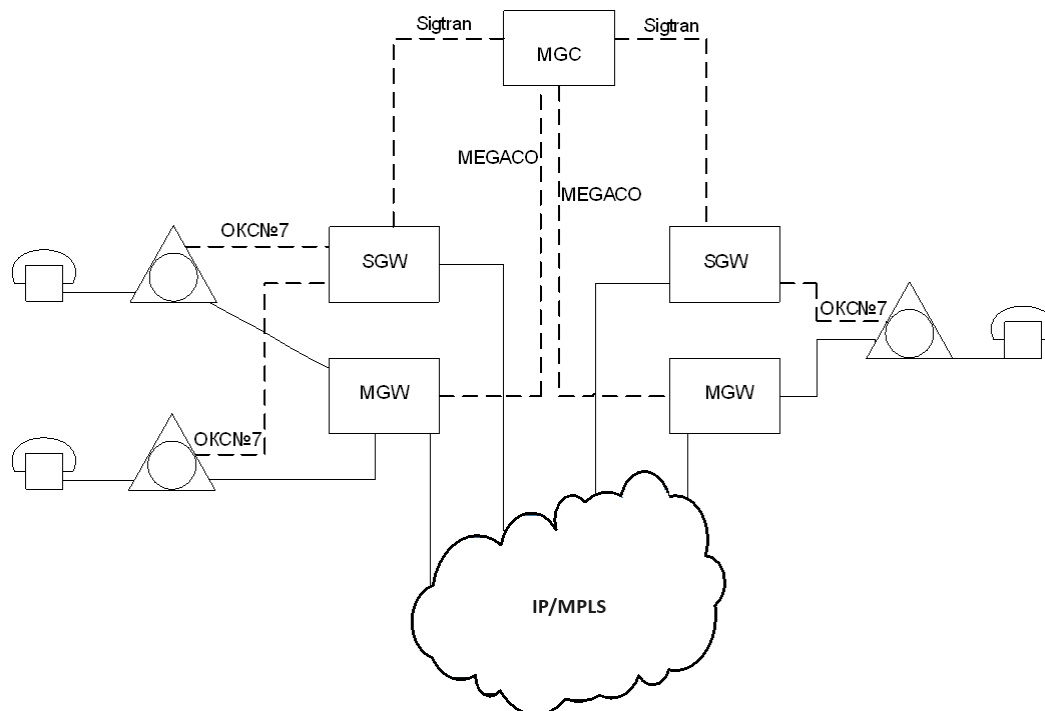 Sigtran
MGC
Sigtran
MEGACO
MEGACO
ОКС№7
SGW
SGW
ОКС№7
MGW
MGW
ОКС№7
IP/MPLS